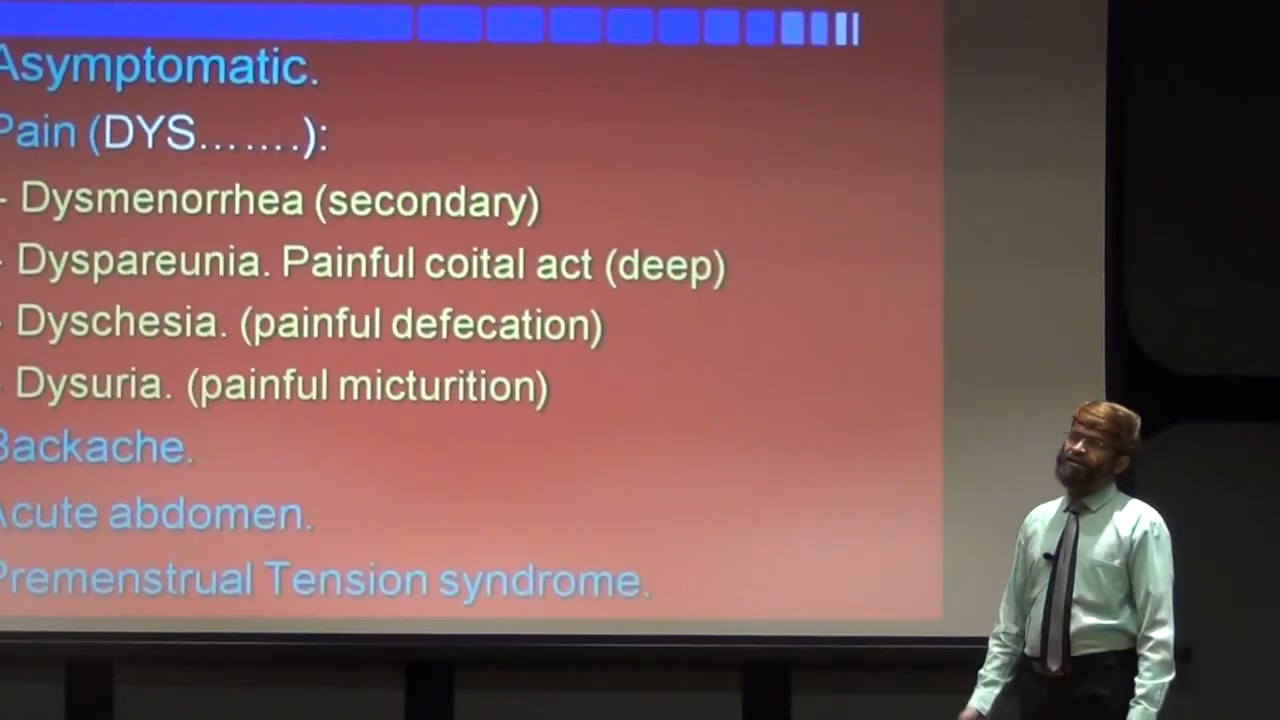 Asymptomatic.
Pain (DYS.......):
- Dysmenorrhea (secondary)
- Dyspareunia. Painful coital act (deep)
- Dyschesia. (painful defecation)
- Dysuria. (painful micturition)
Backache.
Acute abdomen.
Premenstrual Tension syndrome.